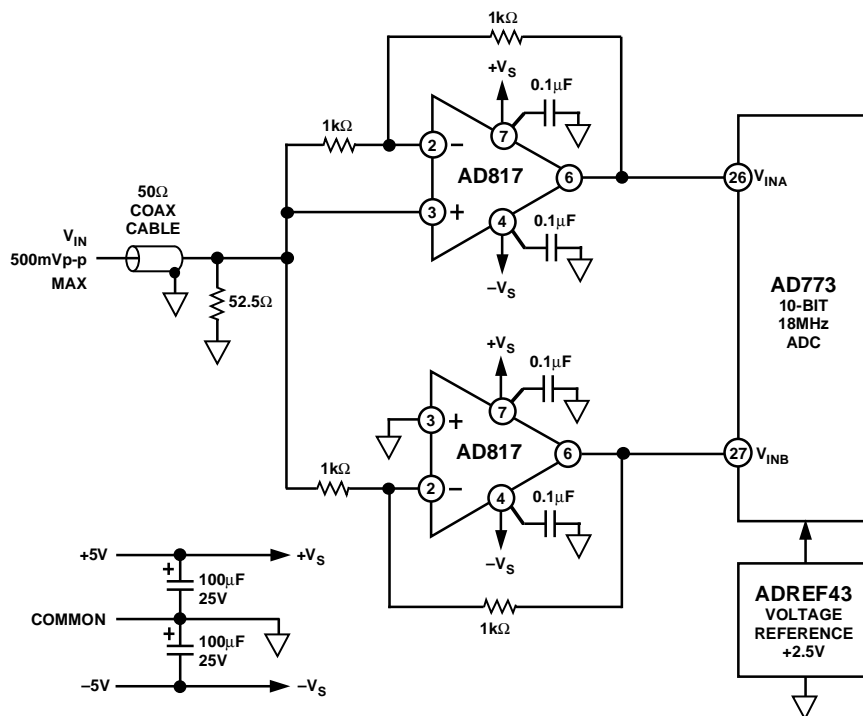 1kΩ
+VS
0.1µF
1kΩ
2 −
7
AD817
6
3 +
4
0.1µF
−VS
50Ω
COAX
CABLE
VIN
500mVp-p
MAX
52.5Ω
26 VINA
AD773
10-BIT
18MHz
ADC
+VS
0.1µF
3 +
7
AD817
6
27 VINB
1kΩ
2 −
4
0.1µF
−VS
1kΩ
+5V
+VS
+
100µF
25V
COMMON
+
100µF
25V
−5V
−VS
ADREF43
VOLTAGE
REFERENCE
+2.5V